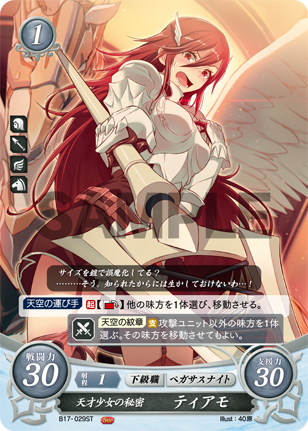 1
SAMPLE
サイズを鎧で誤魔化してる?
………そう、知られたからには生かしておけないわ…!
天空の運び手 起【 】他の味方を1体選び、移動させる。
天空の紋章 攻撃ユニット以外の味方を1体
選ぶ。その味方を移動させてもよい。
戦闘力
30
射程 1 下級職 ペガサスナイト
支援力
30
天才少女の秘密 ティアモ
B17-029ST
Illust:40原